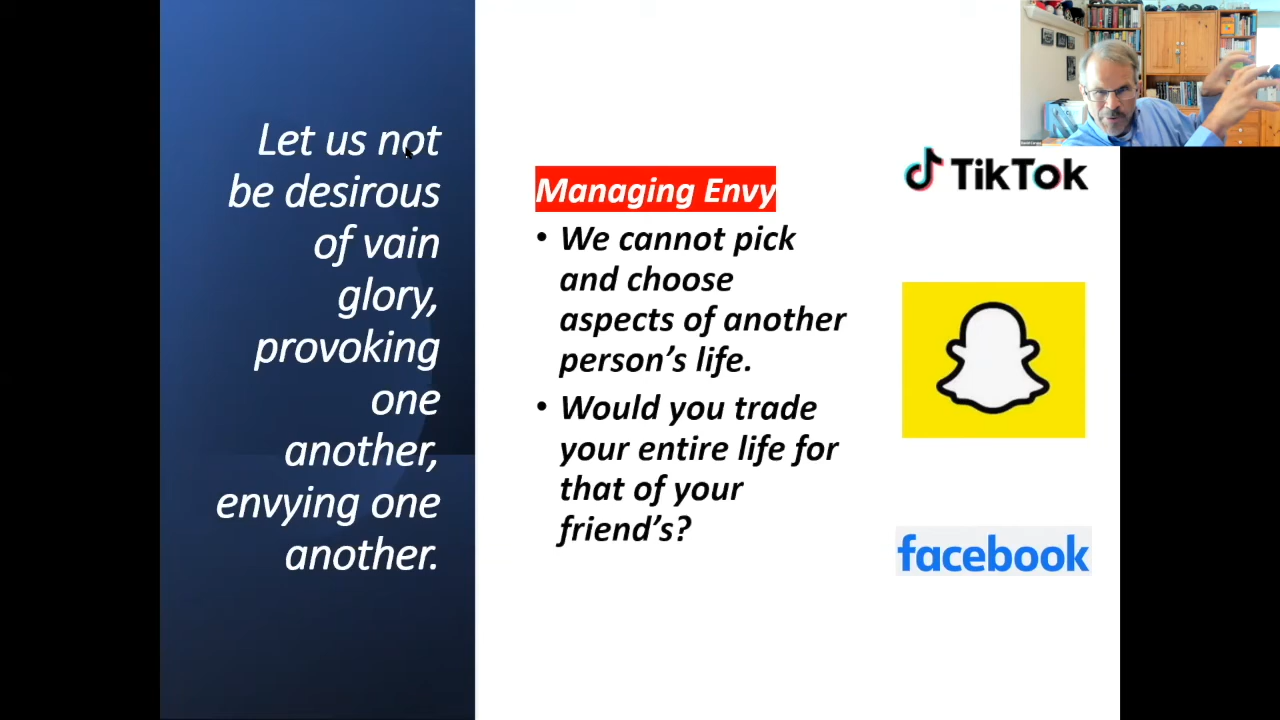 Let us not
be desirous
of vain
glory,
provoking
one
another,
envying one
another.
Managing Envy
• We cannot pick
and choose
aspects of another
person's life.
• Would you trade
your entire life for
that of your
friend's?
TikTok
facebook